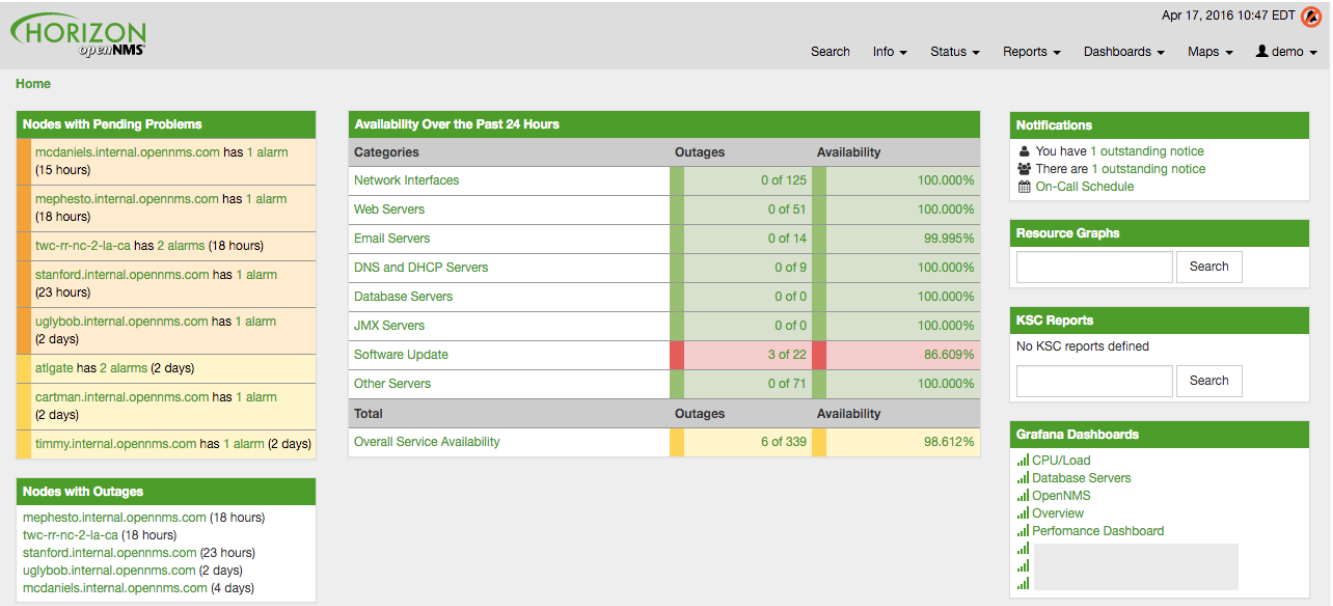 HORIZON
openNMS
Apr 17, 2016 10:47 EDT
Search Info Status Reports Dashboards Maps demo
Home
Nodes with Pending Problems
mcdaniels.internal.opennms.com has 1 alarm
(15 hours)
mephesto.internal.opennms.com has 1 alarm
(18 hours)
twc-rr-nc-2-la-ca has 2 alarms (18 hours)
stanford.internal.opennms.com has 1 alarm
(23 hours)
uglybob.internal.opennms.com has 1 alarm
(2 days)
atlgate has 2 alarms (2 days)
cartman.internal.opennms.com has 1 alarm
(2 days)
timmy.internal.opennms.com has 1 alarm (2 days)
Nodes with Outages
mephesto.internal.opennms.com (18 hours)
twc-rr-nc-2-la-ca (18 hours)
stanford.internal.opennms.com (23 hours)
uglybob.internal.opennms.com (2 days)
mcdaniels.internal.opennms.com (4 days)
Availability Over the Past 24 Hours
Categories Outages Availability
Network Interfaces 0 of 125 100.000%
Web Servers 0 of 51 100.000%
Email Servers 0 of 14 99.995%
DNS and DHCP Servers 0 of 9 100.000%
Database Servers 0 of 0 100.000%
JMX Servers 0 of 0 100.000%
Software Update 3 of 22 86.609%
Other Servers 0 of 71 100.000%
Total Outages Availability
Overall Service Availability 6 of 339 98.612%
Notifications
You have 1 outstanding notice
There are 1 outstanding notice
On-Call Schedule
Resource Graphs
Search
KSC Reports
No KSC reports defined
Search
Grafana Dashboards
CPU/Load
Database Servers
OpenNMS
Overview
Perfomance Dashboard